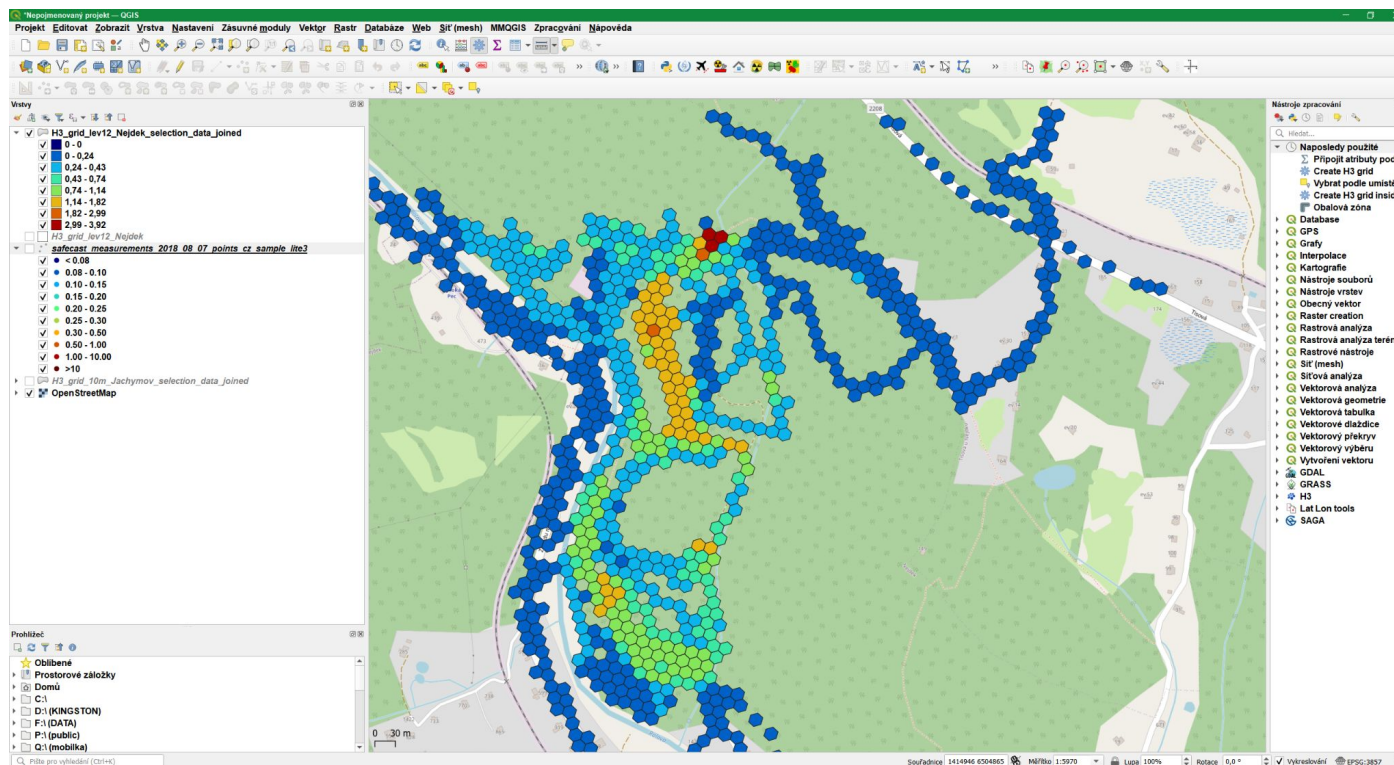 *Nepojmenovaný projekt — QGIS
Projekt Editovat Zobrazit Vrstva Nastavení Zásuvné moduly Vektor Rastr Databáze Web Síť (mesh) MMQGIS Zpracování Nápověda
Vrstvy
H3_grid_lev12_Nejdek_selection_data_joined
0 - 0
0 - 0,24
0,24 - 0,43
0,43 - 0,74
0,74 - 1,14
1,14 - 1,82
1,82 - 2,99
2,99 - 3,92
H3_grid_lev12_Nejdek
safecast_measurements_2018_08_07_points_cz_sample_lite3
< 0.08
0.08 - 0.10
0.10 - 0.15
0.15 - 0.20
0.20 - 0.25
0.25 - 0.30
0.30 - 0.50
0.50 - 1.00
1.00 - 10.00
>10
H3_grid_10m_Jachymov_selection_data_joined
OpenStreetMap
Prohlížeč
Oblíbené
Prostorové záložky
Domů
C:\
D:\ (KINGSTON)
F:\ (DATA)
P:\ (public)
Q:\ (mobilka)
2208
Tisová
Pec
473
0 30 m
Nástroje zpracování
Hledat...
Naposledy použité
Připojit atributy pod
Create H3 grid
Vybrat podle umístě
Create H3 grid insid
Obalová zóna
Database
GPS
Grafy
Interpolace
Kartografie
Nástroje souborů
Nástroje vrstev
Obecný vektor
Raster creation
Rastrová analýza
Rastrová analýza terén
Rastrové nástroje
Síť (mesh)
Síťová analýza
Vektorová analýza
Vektorová geometrie
Vektorová tabulka
Vektorové dlaždice
Vektorový překryv
Vektorový výběru
Vytvoření vektoru
GDAL
GRASS
H3
Lat Lon tools
SAGA
Pište pro vyhledání (Ctrl+K)
Souřadnice 1414946 6504865 Měřítko 1:5970 Lupa 100% Rotace 0,0 ° Vykreslování EPSG:3857